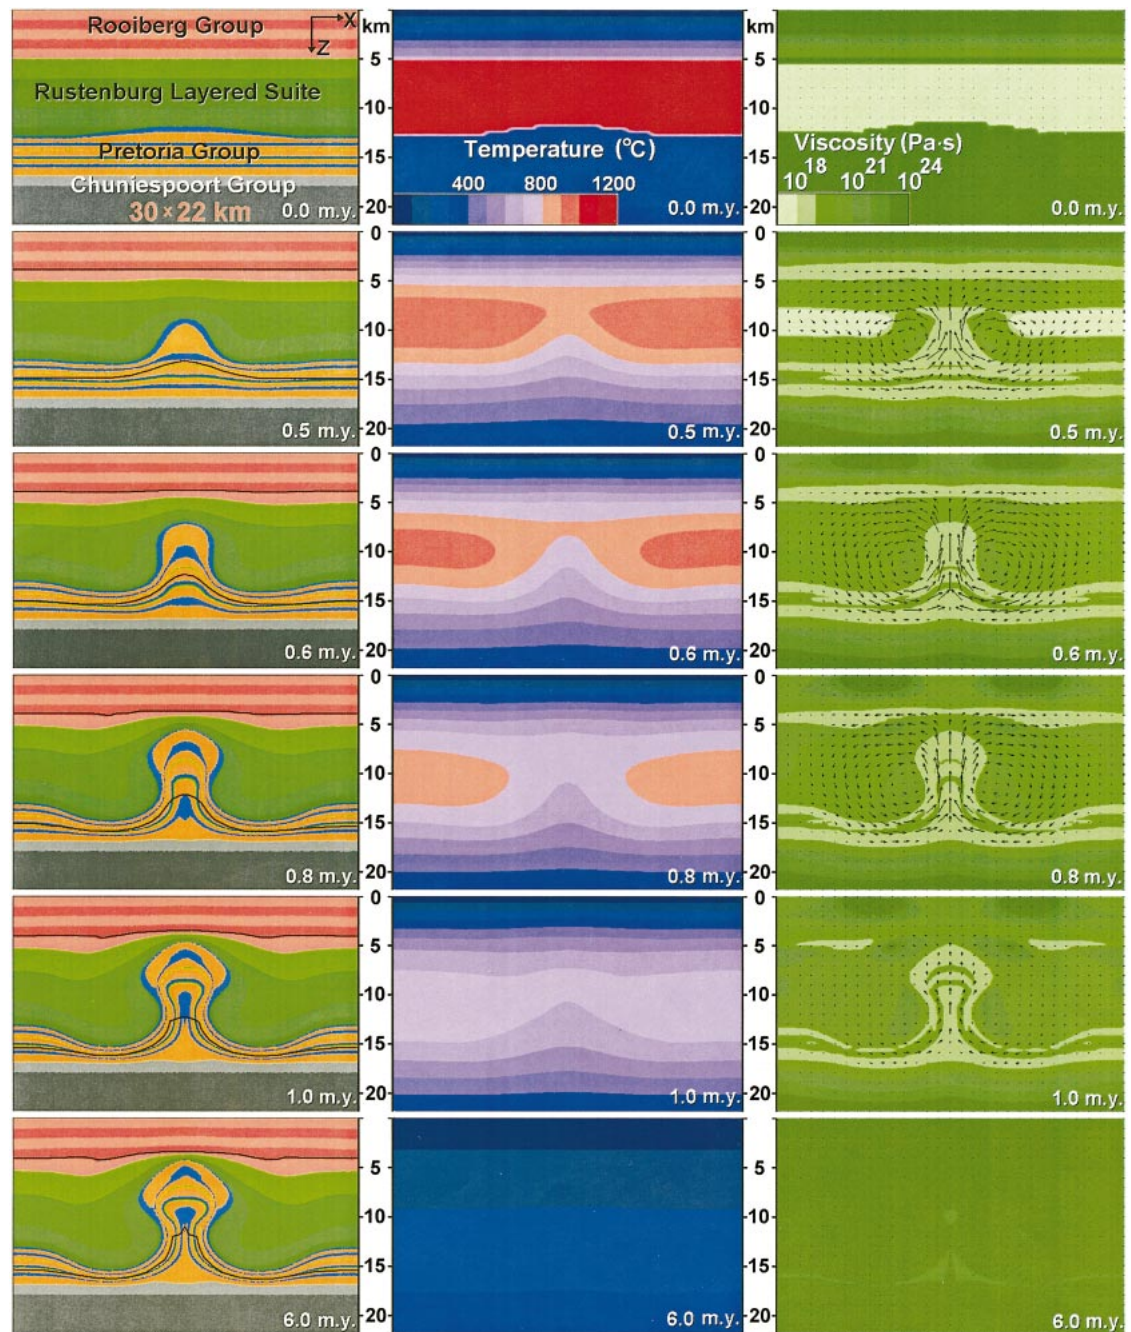 Rooiberg Group
X
Z
Rustenburg Layered Suite
Pretoria Group
Chuniespoort Group
30×22 km
0.0 m.y.
km
5
10
15
20
Temperature (°C)
400 800 1200
0.0 m.y.
km
5
10
15
20
Viscosity (Pa·s)
10^18 10^21 10^24
0.0 m.y.
0.5 m.y.
0
5
10
15
20
0.5 m.y.
0
5
10
15
20
0.5 m.y.
0.6 m.y.
0
5
10
15
20
0.6 m.y.
0
5
10
15
20
0.6 m.y.
0.8 m.y.
0
5
10
15
20
0.8 m.y.
0
5
10
15
20
0.8 m.y.
1.0 m.y.
0
5
10
15
20
1.0 m.y.
0
5
10
15
20
1.0 m.y.
6.0 m.y.
5
10
15
20
6.0 m.y.
5
10
15
20
6.0 m.y.